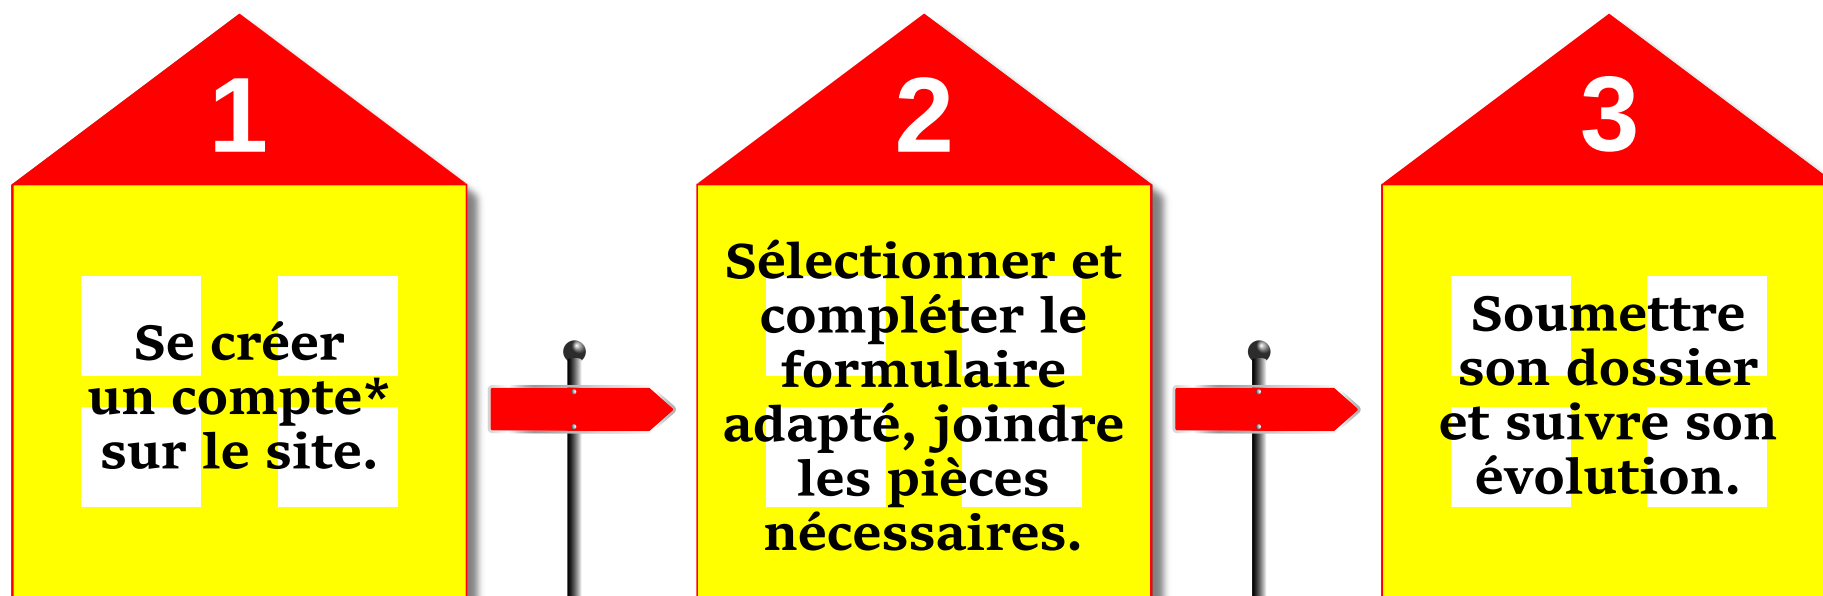 1
Se créer
un compte*
sur le site.
2
Sélectionner et
compléter le
formulaire
adapté, joindre
les pièces
nécessaires.
3
Soumettre
son dossier
et suivre son
évolution.